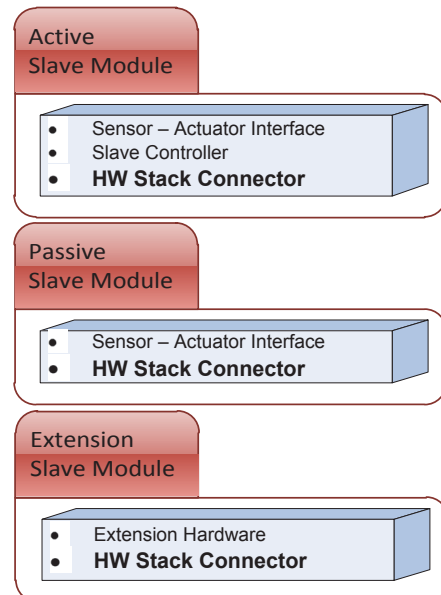 Active
Slave Module
• Sensor – Actuator Interface
• Slave Controller
• HW Stack Connector
Passive
Slave Module
• Sensor – Actuator Interface
• HW Stack Connector
Extension
Slave Module
• Extension Hardware
• HW Stack Connector